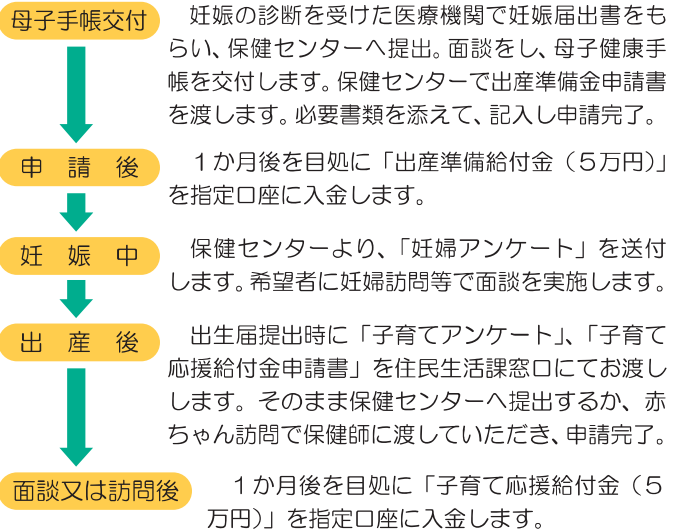 母子手帳交付
妊娠の診断を受けた医療機関で妊娠届出書をも
らい、保健センターへ提出。面談をし、母子健康手
帳を交付します。保健センターで出産準備金申請書
を渡します。必要書類を添えて、記入し申請完了。
申請後
1か月後を目処に「出産準備給付金（5万円）」
を指定口座に入金します。
妊娠中
保健センターより、「妊婦アンケート」を送付
します。希望者に妊婦訪問等で面談を実施します。
出産後
出生届提出時に「子育てアンケート」、「子育て
応援給付金申請書」を住民生活課窓口にてお渡し
します。そのまま保健センターへ提出するか、赤
ちゃん訪問で保健師に渡していただき、申請完了。
面談又は訪問後
1か月後を目処に「子育て応援給付金（5
万円）」を指定口座に入金します。